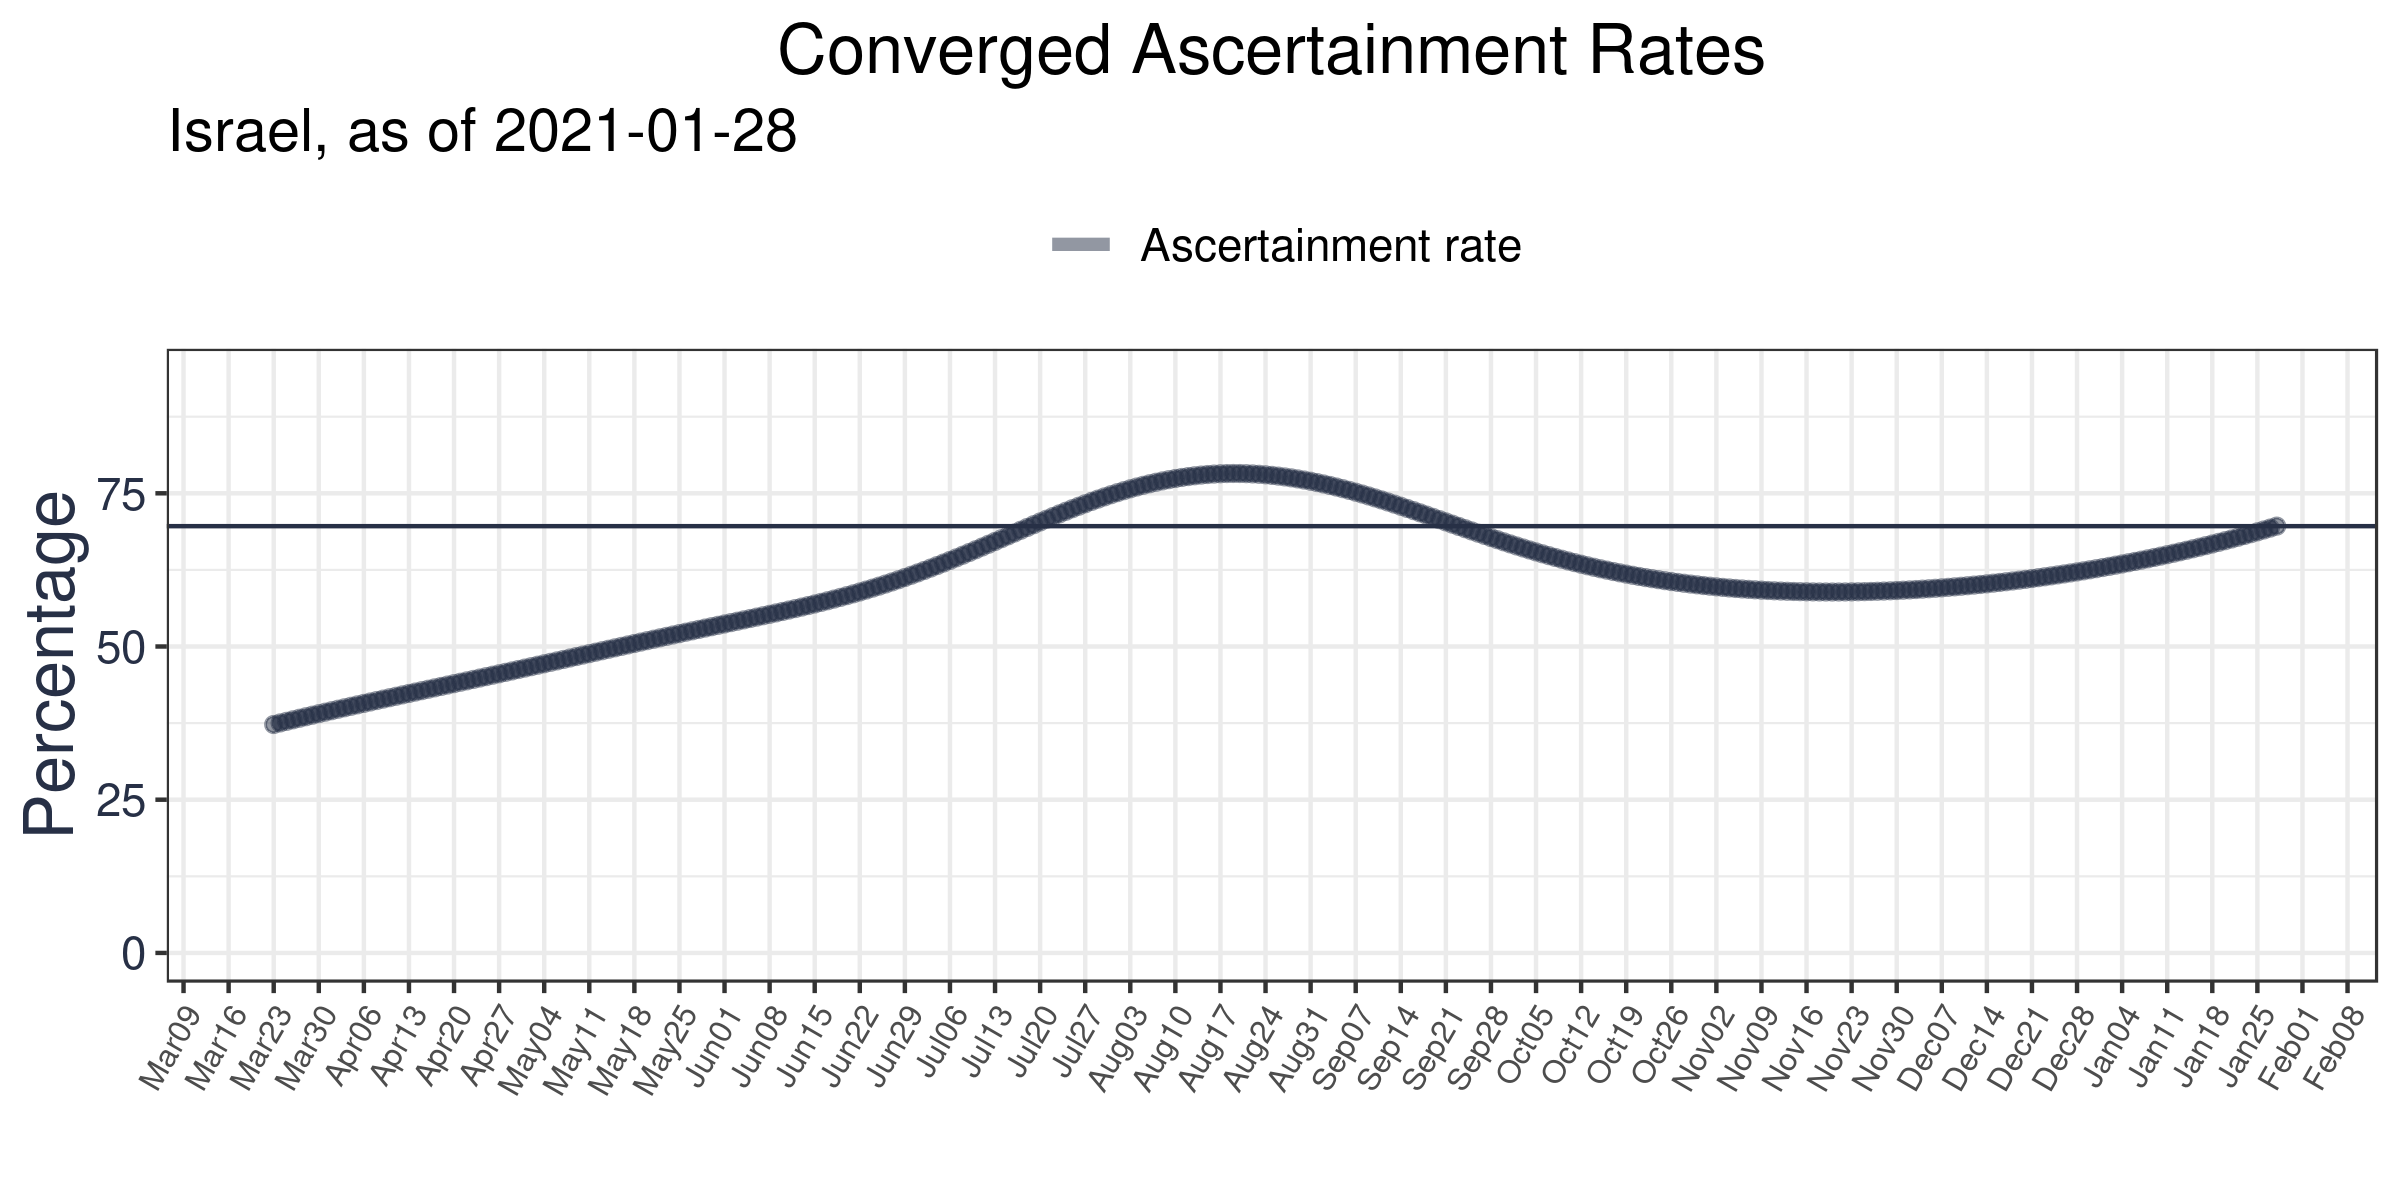 Converged Ascertainment Rates
Israel, as of 2021-01-28
Ascertainment rate
Percentage
75
50
25
0
Mar09 Mar16 Mar23 Mar30 Apr06 Apr13 Apr20 Apr27 May04 May11 May18 May25 Jun01 Jun08 Jun15 Jun22 Jun29 Jul06 Jul13 Jul20 Jul27 Aug03 Aug10 Aug17 Aug24 Aug31 Sep07 Sep14 Sep21 Sep28 Oct05 Oct12 Oct19 Oct26 Nov02 Nov09 Nov16 Nov23 Nov30 Dec07 Dec14 Dec21 Dec28 Jan04 Jan11 Jan18 Jan25 Feb01 Feb08